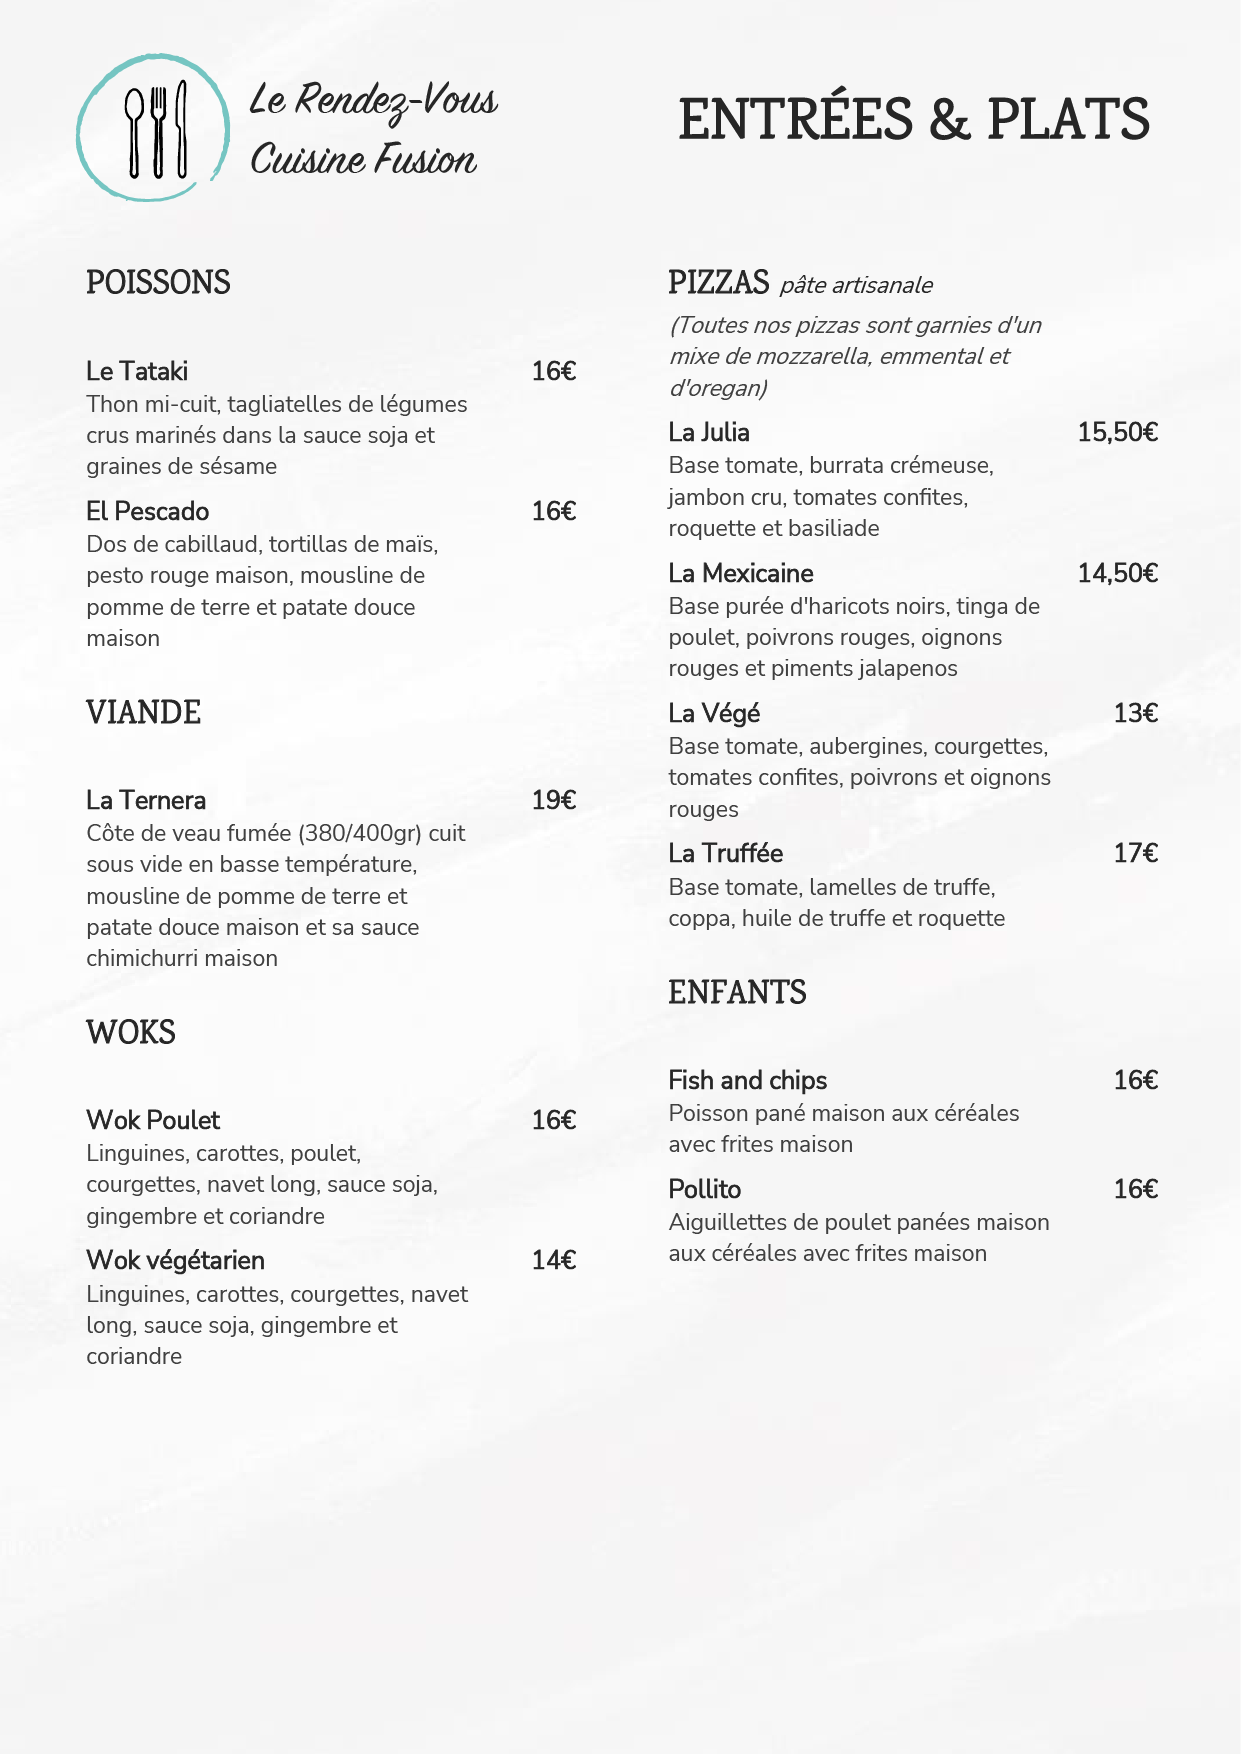 Le Rendez-Vous
Cuisine Fusion
ENTRÉES & PLATS
POISSONS
Le Tataki 16€
Thon mi-cuit, tagliatelles de légumes
crus marinés dans la sauce soja et
graines de sésame
El Pescado 16€
Dos de cabillaud, tortillas de maïs,
pesto rouge maison, mousline de
pomme de terre et patate douce
maison
VIANDE
La Ternera 19€
Côte de veau fumée (380/400gr) cuit
sous vide en basse température,
mousline de pomme de terre et
patate douce maison et sa sauce
chimichurri maison
WOKS
Wok Poulet 16€
Linguines, carottes, poulet,
courgettes, navet long, sauce soja,
gingembre et coriandre
Wok végétarien 14€
Linguines, carottes, courgettes, navet
long, sauce soja, gingembre et
coriandre
PIZZAS pâte artisanale
(Toutes nos pizzas sont garnies d'un
mixe de mozzarella, emmental et
d'oregan)
La Julia 15,50€
Base tomate, burrata crémeuse,
jambon cru, tomates confites,
roquette et basiliade
La Mexicaine 14,50€
Base purée d'haricots noirs, tinga de
poulet, poivrons rouges, oignons
rouges et piments jalapenos
La Végé 13€
Base tomate, aubergines, courgettes,
tomates confites, poivrons et oignons
rouges
La Truffée 17€
Base tomate, lamelles de truffe,
coppa, huile de truffe et roquette
ENFANTS
Fish and chips 16€
Poisson pané maison aux céréales
avec frites maison
Pollito 16€
Aiguillettes de poulet panées maison
aux céréales avec frites maison